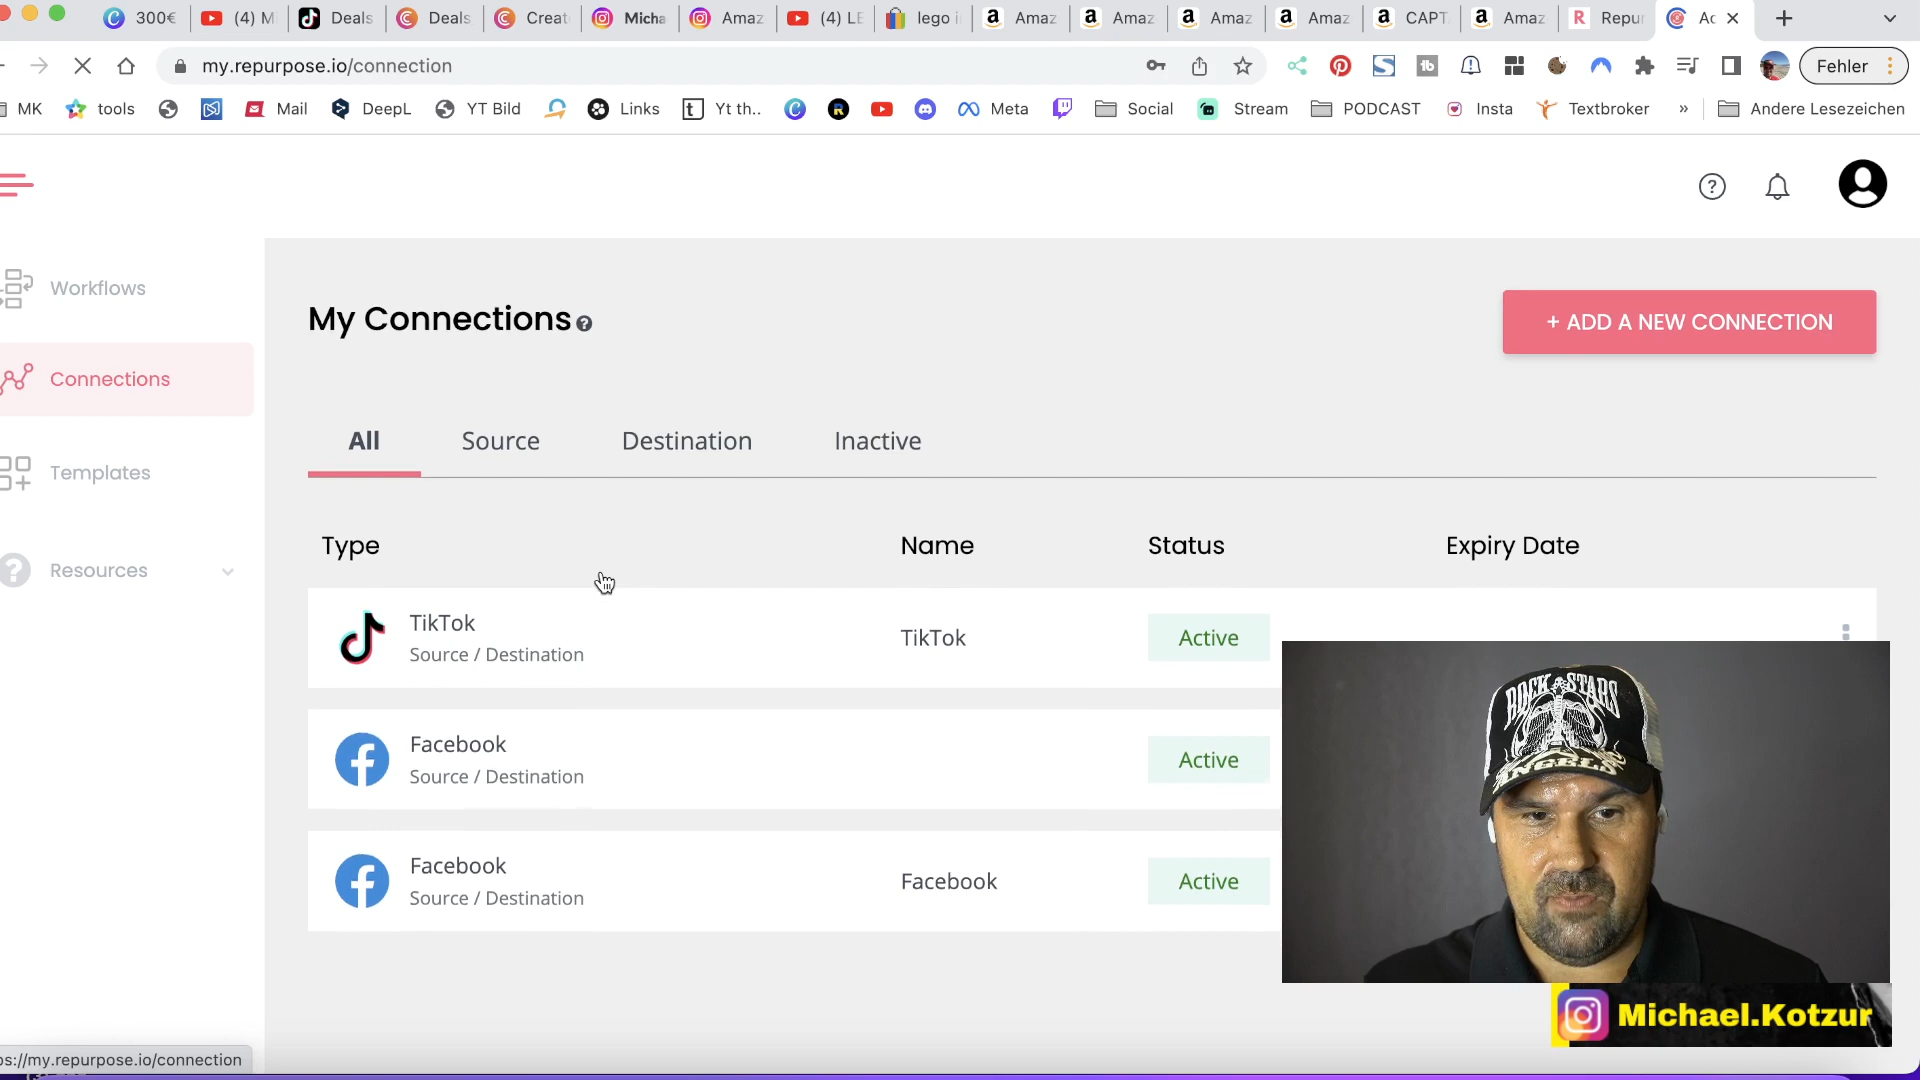 300€
(4) M
Deals
Deals
Creat
Micha
Amaz
(4) LE
lego i
Amaz
Amaz
Amaz
Amaz
CAPT
Amaz
Repur
Ac
my.repurpose.io/connection
Fehler
MK
tools
Mail
DeepL
YT Bild
Links
Yt th..
Meta
Social
Stream
PODCAST
Insta
Textbroker
»
Andere Lesezeichen
Workflows
Connections
Templates
Resources
My Connections
+ ADD A NEW CONNECTION
All
Source
Destination
Inactive
Type
Name
Status
Expiry Date
TikTok
Source / Destination
TikTok
Active
Facebook
Source / Destination
Active
Facebook
Source / Destination
Facebook
Active
ROCK STARS
ANGELS
Michael.Kotzur
ps://my.repurpose.io/connection